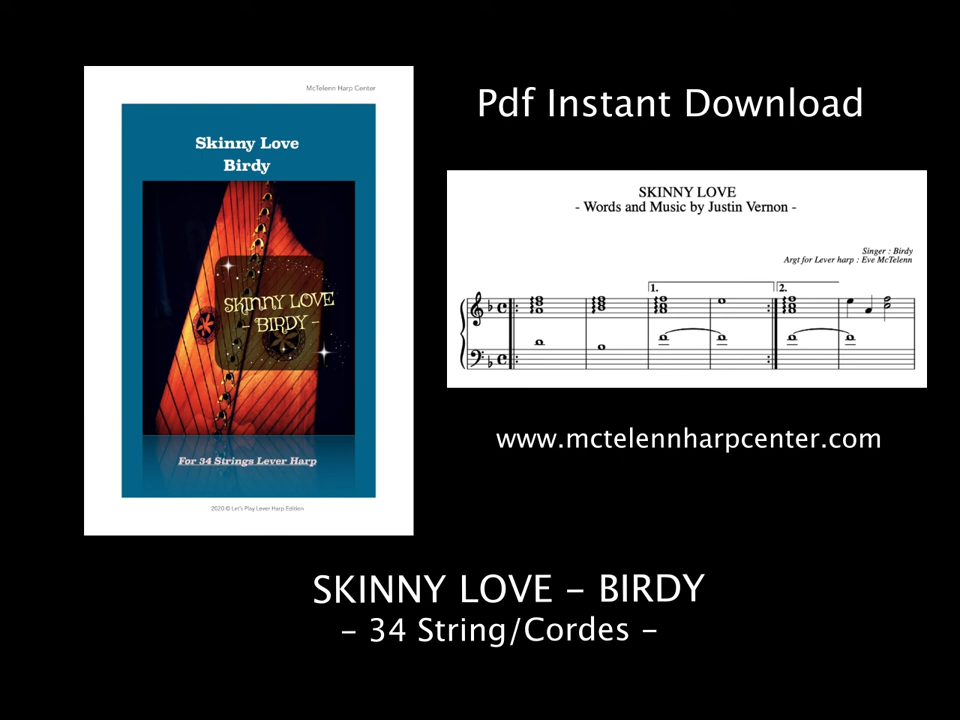 McTelenn Harp Center
Skinny Love
Birdy
SKINNY LOVE
- BIRDY -
For 34 Strings Lever Harp
2020 © Let's Play Lever Harp Edition
Pdf Instant Download
SKINNY LOVE
- Words and Music by Justin Vernon -
Singer : Birdy
Argt for Lever harp : Eve McTelenn
1.
2.
www.mctelennharpcenter.com
SKINNY LOVE - BIRDY
- 34 String/Cordes -